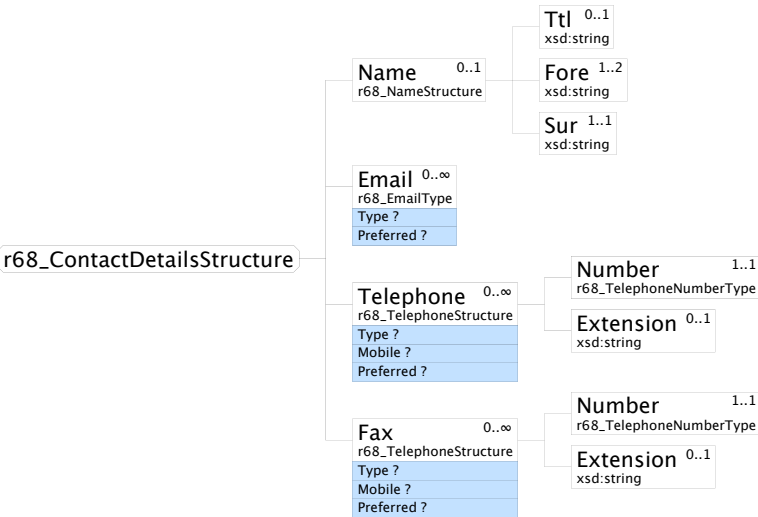 r68_ContactDetailsStructure
Name 0..1
r68_NameStructure
Ttl 0..1
xsd:string
Fore 1..2
xsd:string
Sur 1..1
xsd:string
Email 0..∞
r68_EmailType
Type ?
Preferred ?
Telephone 0..∞
r68_TelephoneStructure
Type ?
Mobile ?
Preferred ?
Number 1..1
r68_TelephoneNumberType
Extension 0..1
xsd:string
Fax 0..∞
r68_TelephoneStructure
Type ?
Mobile ?
Preferred ?
Number 1..1
r68_TelephoneNumberType
Extension 0..1
xsd:string